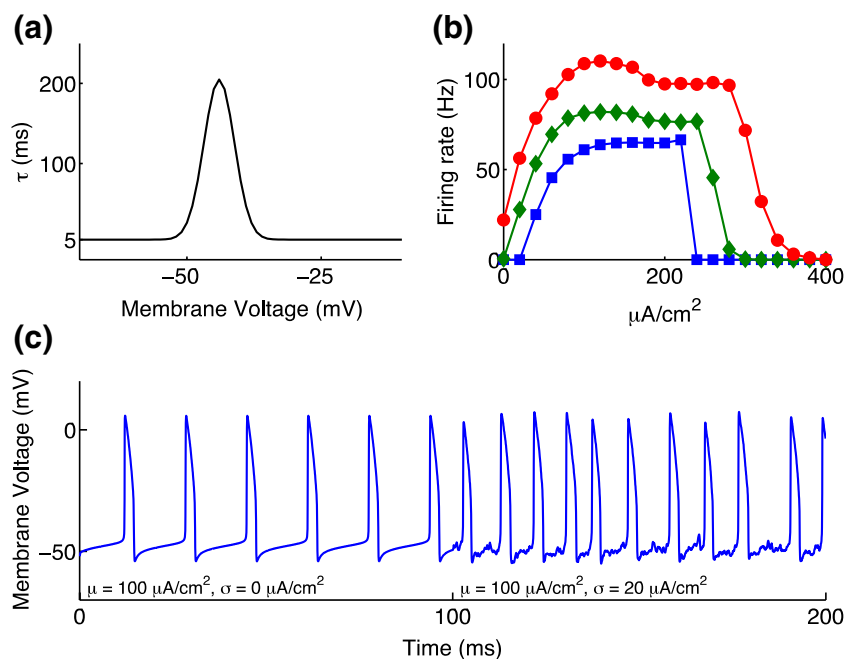 (a)
200
100
5
τ (ms)
−50
−25
Membrane Voltage (mV)
(b)
100
50
0
Firing rate (Hz)
0
200
400
μA/cm²
(c)
0
−50
Membrane Voltage (mV)
μ = 100 μA/cm², σ = 0 μA/cm²
μ = 100 μA/cm², σ = 20 μA/cm²
0
100
200
Time (ms)